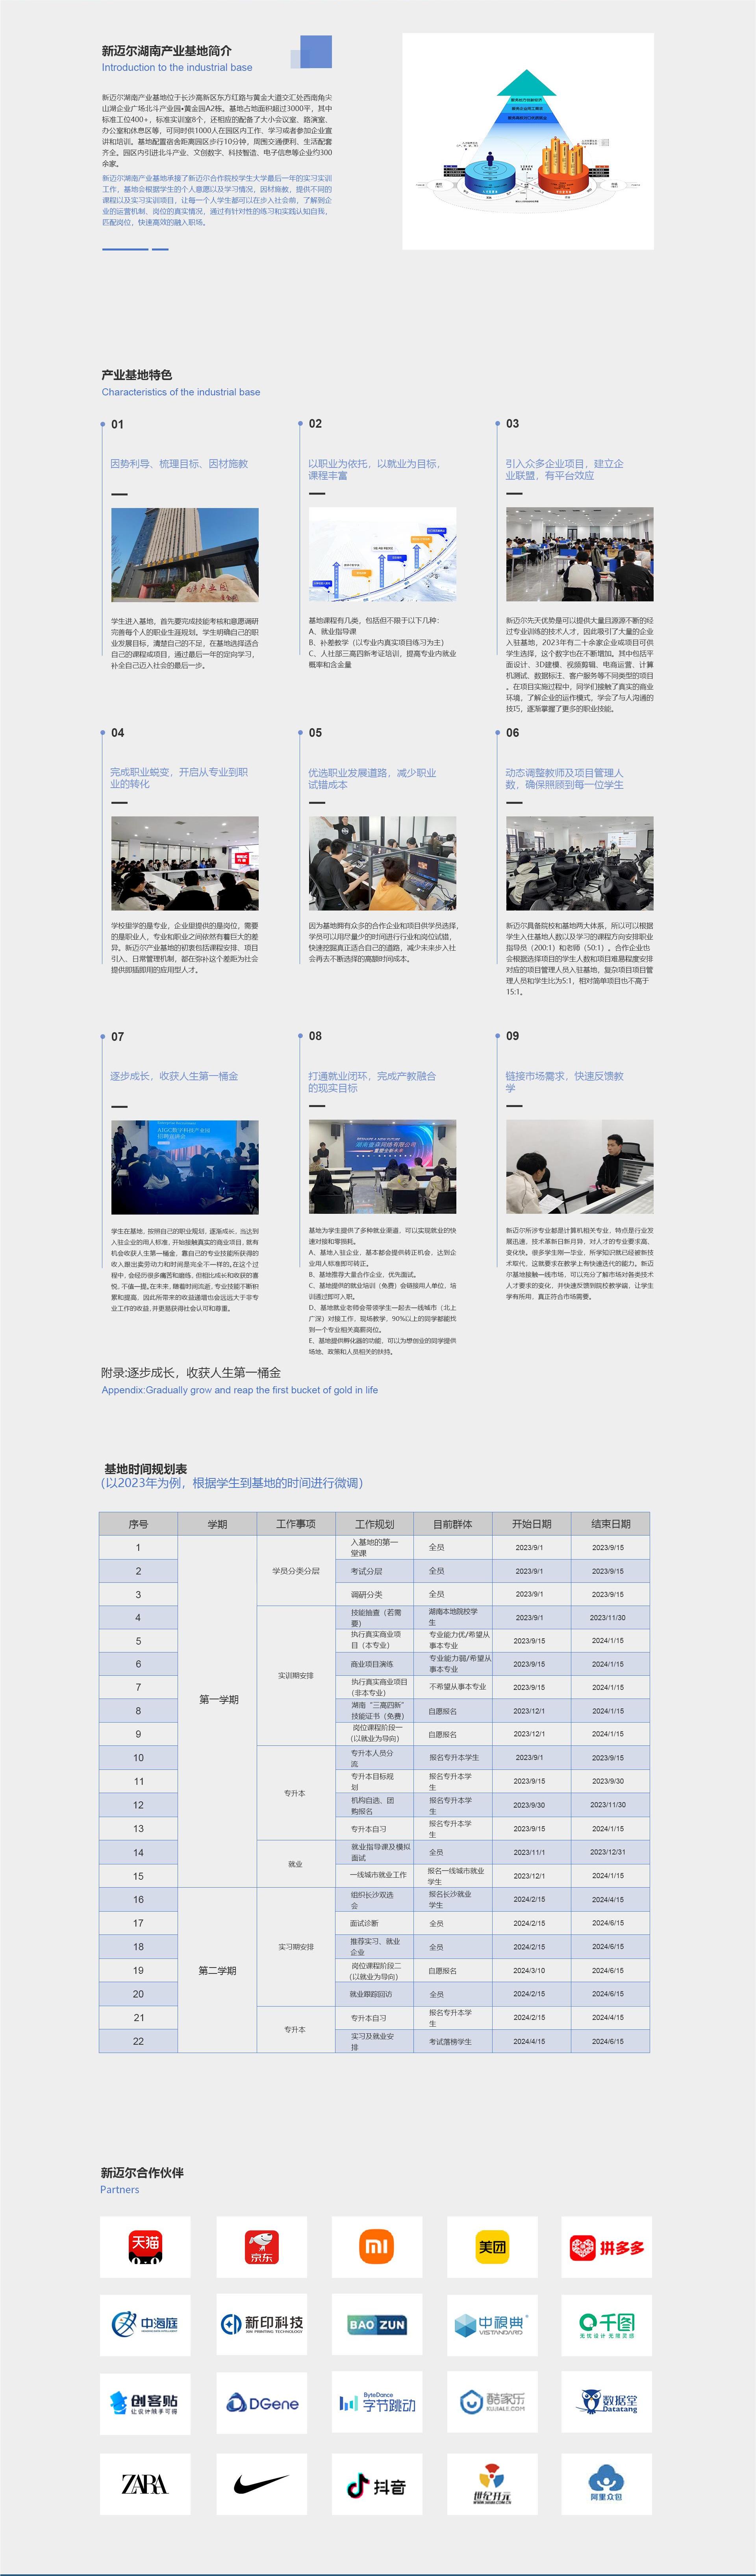 新迈尔湖南产业基地简介
Introduction to the industrial base
新迈尔湖南产业基地位于长沙高新区东方红路与黄金大道交汇处西南角尖
山湖企业广场北斗产业园•黄金园A2栋。基地占地面积超过3000平，其中
标准工位400+，标准实训室8个，还相应的配备了大小会议室、路演室、
办公室和休息区等，可同时供1000人在园区内工作、学习或者参加企业宣
讲和培训。基地配置宿舍距离园区步行10分钟，周围交通便利、生活配套
齐全。园区内引进北斗产业、文创数字、科技智造、电子信息等企业约300
余家。
新迈尔湖南产业基地承接了新迈尔合作院校学生大学最后一年的实习实训
工作，基地会根据学生的个人意愿以及学习情况，因材施教，提供不同的
课程以及实习实训项目，让每一个人学生都可以在步入社会前，了解到企
业的运营机制、岗位的真实情况，通过有针对性的练习和实践认知自我，
匹配岗位，快速高效的融入职场。
产业基地特色
Characteristics of the industrial base
01
因势利导、梳理目标、因材施教
学生进入基地，首先要完成技能考核和意愿调研
完善每个人的职业生涯规划。学生明确自己的职
业发展目标，清楚自己的不足，在基地选择适合
自己的课程或项目，通过最后一年的定向学习，
补全自己迈入社会的最后一步。
02
以职业为依托，以就业为目标，
课程丰富
基地课程有几类，包括但不限于以下几种：
A、就业指导课
B、补差教学（以专业内真实项目练习为主）
C、人社部三高四新考证培训，提高专业内就业
概率和含金量
03
引入众多企业项目，建立企
业联盟，有平台效应
新迈尔先天优势是可以提供大量且源源不断的经
过专业训练的技术人才，因此吸引了大量的企业
入驻基地，2023年有二十余家企业或项目可供
学生选择，这个数字也在不断增加。其中包括平
面设计、3D建模、视频剪辑、电商运营、计算
机测试、数据标注、客户服务等不同类型的项目
。在项目实施过程中，同学们接触了真实的商业
环境，了解企业的运作模式，学会了与人沟通的
技巧，逐渐掌握了更多的职业技能。
04
完成职业蜕变，开启从专业到职
业的转化
学校里学的是专业，企业里提供的是岗位，需要
的是职业人，专业和职业之间依然有着巨大的差
异。新迈尔产业基地的初衷包括课程安排、项目
引入、日常管理机制，都在弥补这个差距为社会
提供即插即用的应用型人才。
05
优选职业发展道路，减少职业
试错成本
因为基地拥有众多的合作企业和项目供学员选择，
学员可以用尽量少的时间进行行业和岗位试错，
快速挖掘真正适合自己的道路，减少未来步入社
会再去不断选择的高额时间成本。
06
动态调整教师及项目管理人
数，确保照顾到每一位学生
新迈尔具备院校和基地两大体系，所以可以根据
学生入住基地人数以及学习的课程方向安排职业
指导员（200:1）和老师（50:1）。合作企业也
会根据选择项目的学生人数和项目难易程度安排
对应的项目管理人员入驻基地，复杂项目项目管
理人员和学生比为5:1，相对简单项目也不高于
15:1。
07
逐步成长，收获人生第一桶金
AIGC数字科技产业园
学生在基地，按照自己的职业规划，逐渐成长，当达到
入驻企业的用人标准，开始接触真实的商业项目，就有
机会收获人生第一桶金，靠自己的专业技能所获得的
收入跟出卖劳动力和时间是完全不一样的。在这个过
程中，会经历很多痛苦和磨练，但相比成长和收获的喜
悦，不值一提。在未来，随着时间流逝，专业技能不断积
累和提高，因此所带来的收益递增也会远远大于非专
业工作的收益，并更易获得社会认可和尊重。
08
打通就业闭环，完成产教融合
的现实目标
基地为学生提供了多种就业渠道，可以实现就业的快
速对接和零损耗。
A、基地入驻企业，基本都会提供转正机会，达到企
业用人标准即可转正。
B、基地推荐大量合作企业，优先面试。
C、基地提供的就业培训（免费）会链接用人单位，培
训通过即可入职。
D、基地就业老师会带领学生一起去一线城市（北上
广深）对接工作，现场教学，90%以上的同学都能找
到一个专业相关高薪岗位。
E、基地提供孵化器的功能，可以为想创业的同学提供
场地、政策和人员相关的扶持。
09
链接市场需求，快速反馈教
学
新迈尔所涉专业都是计算机相关专业，特点是行业发
展迅速，技术革新日新月异，对人才的专业要求高，
变化快。很多学生刚一毕业，所学知识就已经被新技
术取代，这就要求在教学上有快速迭代的能力。新迈
尔基地接触一线市场，可以充分了解市场对各类技术
人才要求的变化，并快速反馈到院校教学端，让学生
学有所用，真正符合市场需要。
附录:逐步成长，收获人生第一桶金
Appendix:Gradually grow and reap the first bucket of gold in life
基地时间规划表
（以2023年为例，根据学生到基地的时间进行微调）
序号 学期 工作事项 工作规划 目前群体 开始日期 结束日期
1 第一学期 学员分类分层 入基地的第一堂课 全员 2023/9/1 2023/9/15
2 考试分层 全员 2023/9/1 2023/9/15
3 调研分类 全员 2023/9/1 2023/9/15
4 实训期安排 技能抽查（若需要） 湖南本地院校学生 2023/9/1 2023/11/30
5 执行真实商业项目（本专业） 专业能力优/希望从事本专业 2023/9/15 2024/1/15
6 商业项目演练 专业能力弱/希望从事本专业 2023/9/15 2024/1/15
7 执行真实商业项目（非本专业） 不希望从事本专业 2023/9/15 2024/1/15
8 湖南“三高四新”技能证书（免费） 自愿报名 2023/12/1 2024/1/15
9 岗位课程阶段一（以就业为导向） 自愿报名 2023/12/1 2024/1/15
10 专升本 专升本人员分流 报名专升本学生 2023/9/1 2023/9/15
11 专升本目标规划 报名专升本学生 2023/9/15 2023/9/30
12 机构自选、团购报名 报名专升本学生 2023/9/30 2023/11/30
13 专升本自习 报名专升本学生 2023/9/15 2024/1/15
14 就业 就业指导课及模拟面试 全员 2023/11/1 2023/12/31
15 一线城市就业工作 报名一线城市就业学生 2023/12/1 2024/1/15
16 第二学期 实习期安排 组织长沙双选会 报名长沙就业学生 2024/2/15 2024/4/15
17 面试诊断 全员 2024/2/15 2024/6/15
18 推荐实习、就业企业 全员 2024/2/15 2024/6/15
19 岗位课程阶段二（以就业为导向） 自愿报名 2024/3/10 2024/6/15
20 就业跟踪回访 全员 2024/2/15 2024/6/15
21 专升本 专升本自习 报名专升本学生 2024/2/15 2024/4/15
22 实习及就业安排 考试落榜学生 2024/4/15 2024/6/15
新迈尔合作伙伴
Partners
天猫
京东
mi
美团
拼多多
中海庭
新印科技
BAO ZUN
中视典
VISTANDARD
千图
无忧设计 无限灵感
创客贴
让设计随手可得
DGene
ByteDance
字节跳动
酷家乐
KUJIALE.COM
数据堂
Datatang
ZARA
抖音
世纪开元
阿里众包